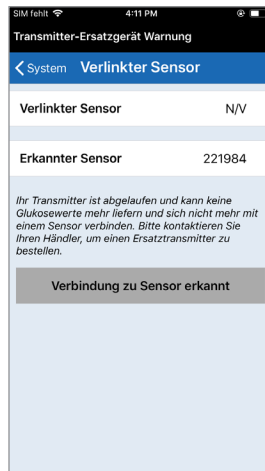 SIM fehlt 4:11 PM
Transmitter-Ersatzgerät Warnung
System Verlinkter Sensor
Verlinkter Sensor N/V
Erkannter Sensor 221984
Ihr Transmitter ist abgelaufen und kann keine
Glukosewerte mehr liefern und sich nicht mehr mit
einem Sensor verbinden. Bitte kontaktieren Sie
Ihren Händler, um einen Ersatztransmitter zu
bestellen.
Verbindung zu Sensor erkannt